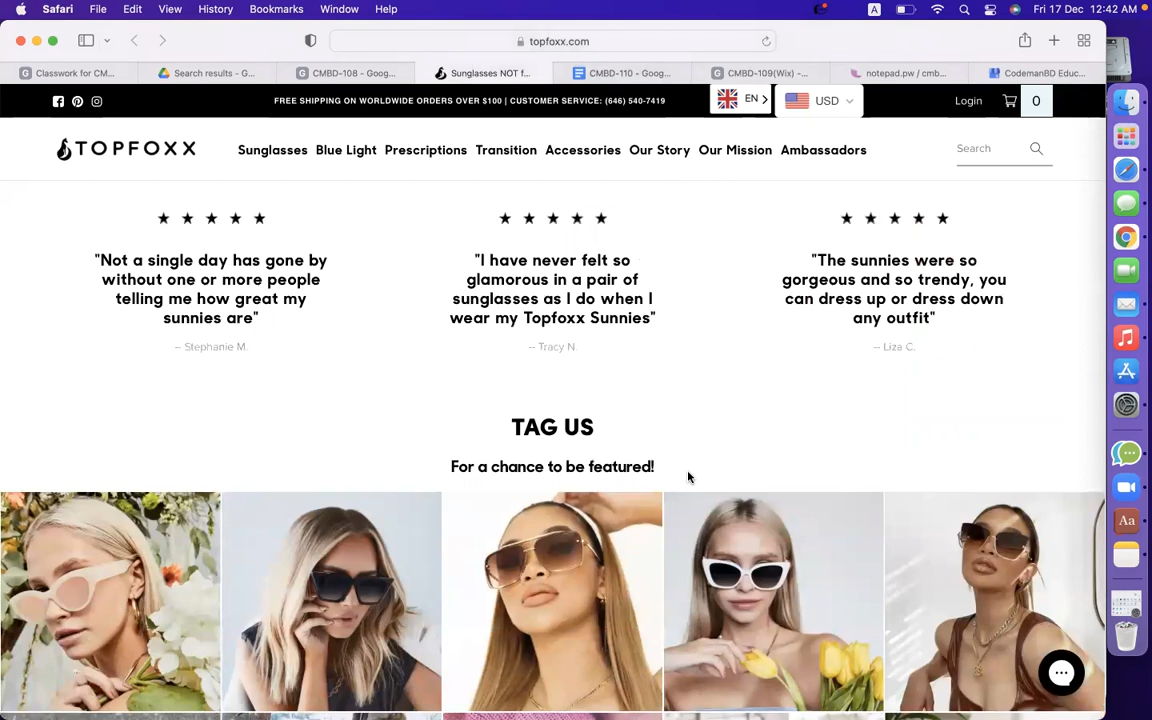 Safari File Edit View History Bookmarks Window Help A Fri 17 Dec 12:42 AM
topfoxx.com
Classwork for CM... Search results - G... CMBD-108 – Goog... Sunglasses NOT f... CMBD-110 - Goog... CMBD-109(Wix) –... notepad.pw / cmb... CodemanBD Educ...
FREE SHIPPING ON WORLDWIDE ORDERS OVER $100 | CUSTOMER SERVICE: (646) 540-7419 EN USD Login 0
TOPFOXX Sunglasses Blue Light Prescriptions Transition Accessories Our Story Our Mission Ambassadors Search
"Not a single day has gone by
without one or more people
telling me how great my
sunnies are"
-- Stephanie M.
"I have never felt so
glamorous in a pair of
sunglasses as I do when I
wear my Topfoxx Sunnies"
-- Tracy N.
"The sunnies were so
gorgeous and so trendy, you
can dress up or dress down
any outfit"
-- Liza C.
TAG US
For a chance to be featured!
Aa